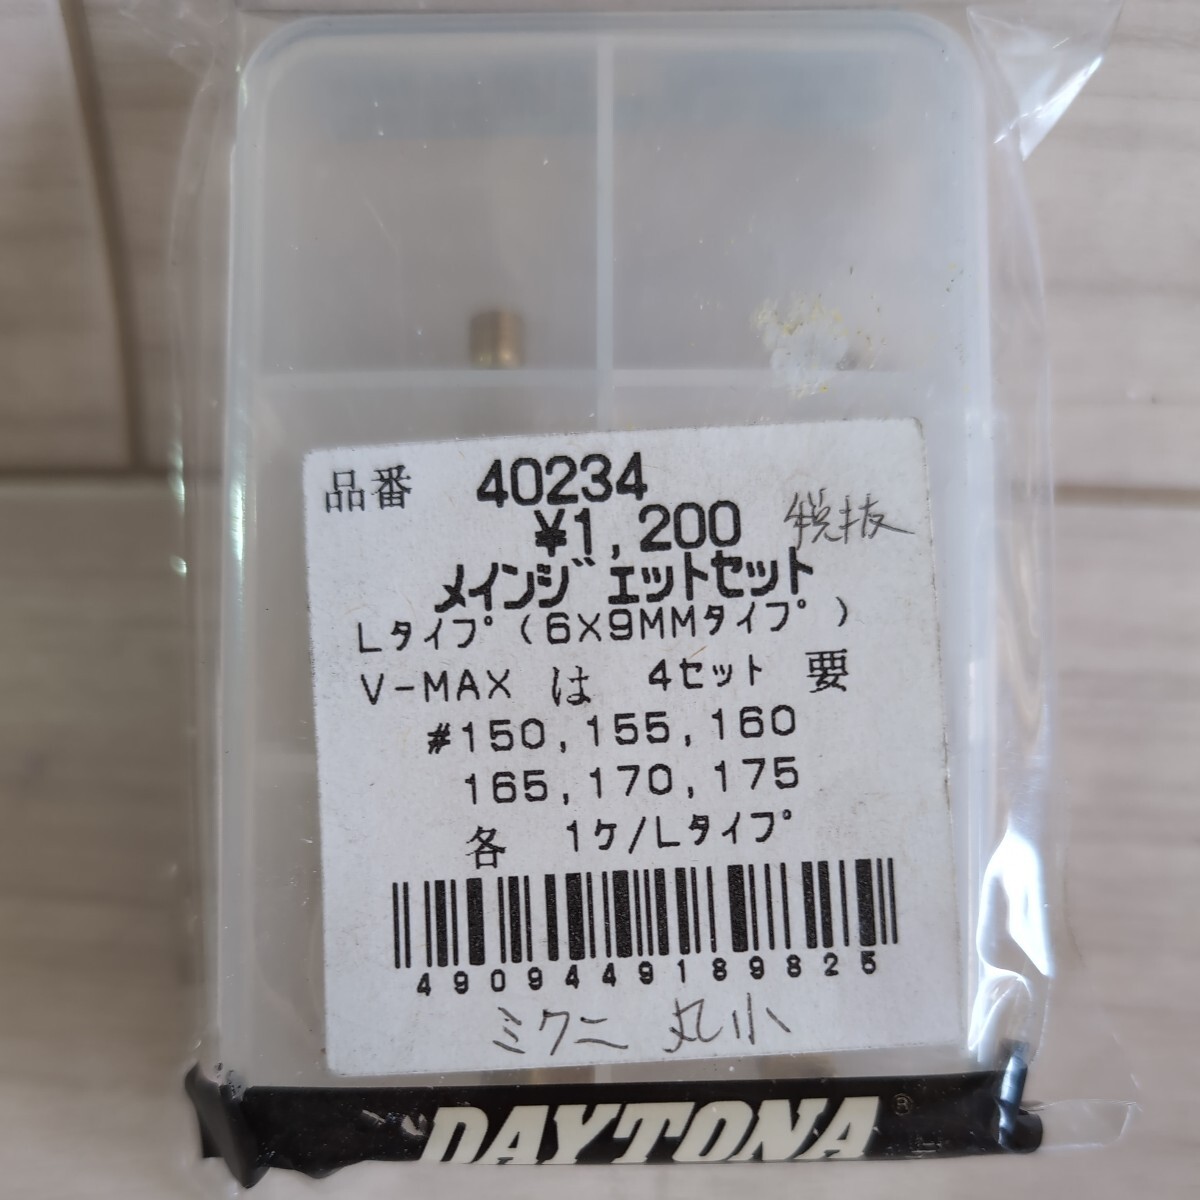 品番 40234
¥1,200 税抜
メインジェットセット
Lタイプ(6×9MMタイプ)
V-MAX は 4セット 要
#150,155,160
165,170,175
各 1ケ/Lタイプ
4909449189825
ミクニ 丸小
DAYTONA®